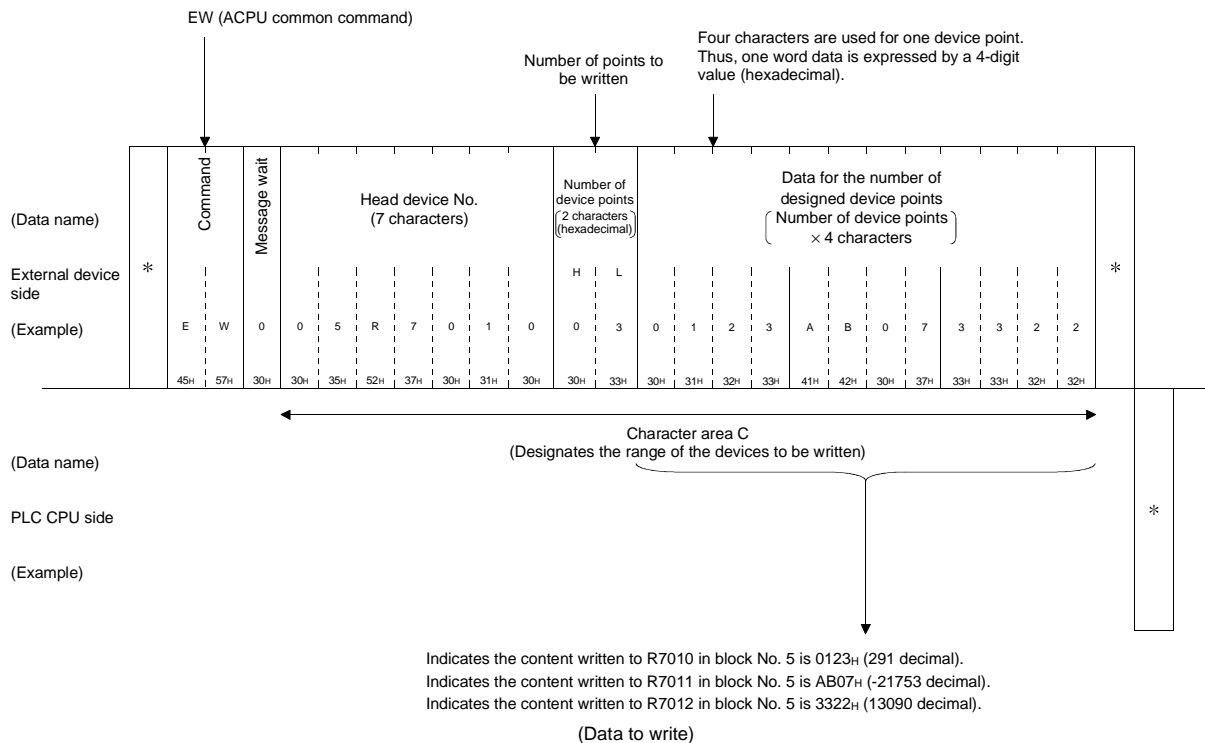 EW (ACPU common command)
Number of points to
be written
Four characters are used for one device point.
Thus, one word data is expressed by a 4-digit
value (hexadecimal).
(Data name)
Command
Message wait
Head device No.
(7 characters)
Number of
device points
2 characters
(hexadecimal)
Data for the number of
designed device points
Number of device points
× 4 characters
External device
side
*
H L
*
(Example)
E W 0 0 5 R 7 0 1 0 0 3 0 1 2 3 A B 0 7 3 3 2 2
45H 57H 30H 30H 35H 52H 37H 30H 31H 30H 30H 33H 30H 31H 32H 33H 41H 42H 30H 37H 33H 33H 32H 32H
Character area C
(Designates the range of the devices to be written)
(Data name)
PLC CPU side
*
(Example)
Indicates the content written to R7010 in block No. 5 is 0123H (291 decimal).
Indicates the content written to R7011 in block No. 5 is AB07H (-21753 decimal).
Indicates the content written to R7012 in block No. 5 is 3322H (13090 decimal).
(Data to write)